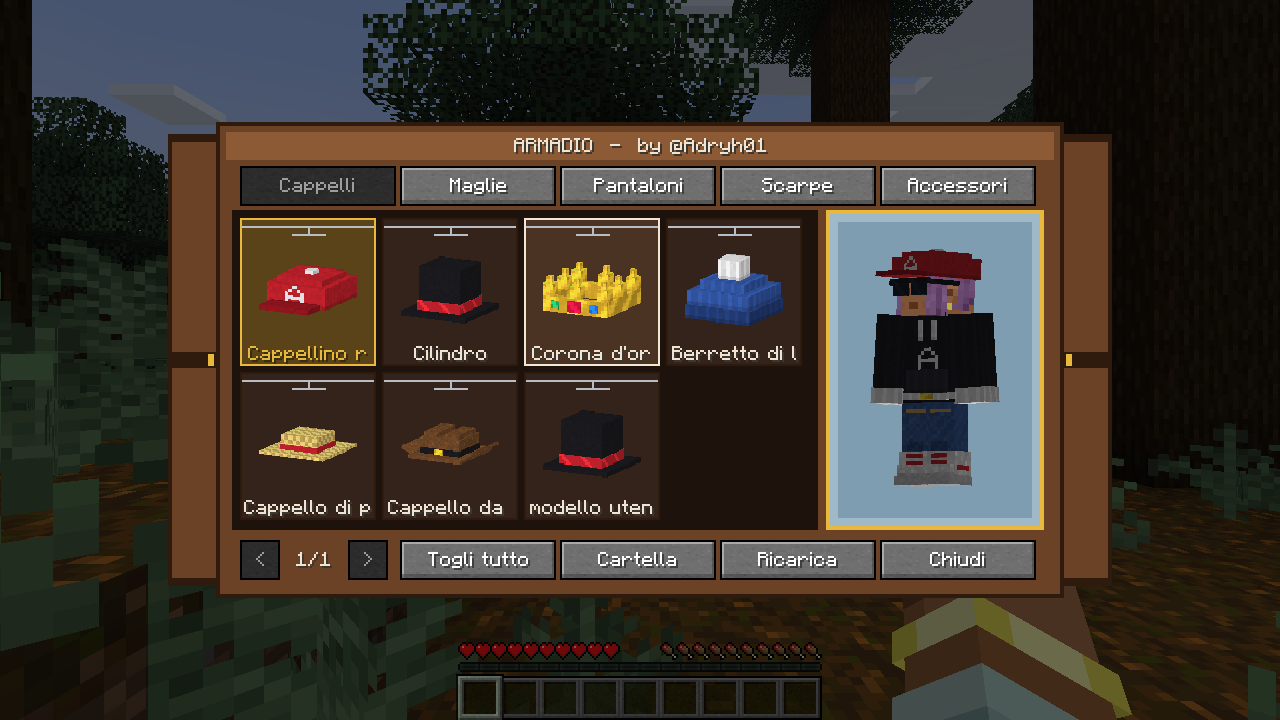 ARMADIO - by @Adryh01
Cappelli Maglie Pantaloni Scarpe Accessori
Cappellino r Cilindro Corona d'or Berretto di l
Cappello di p Cappello da modello uten
< 1/1 > Togli tutto Cartella Ricarica Chiudi